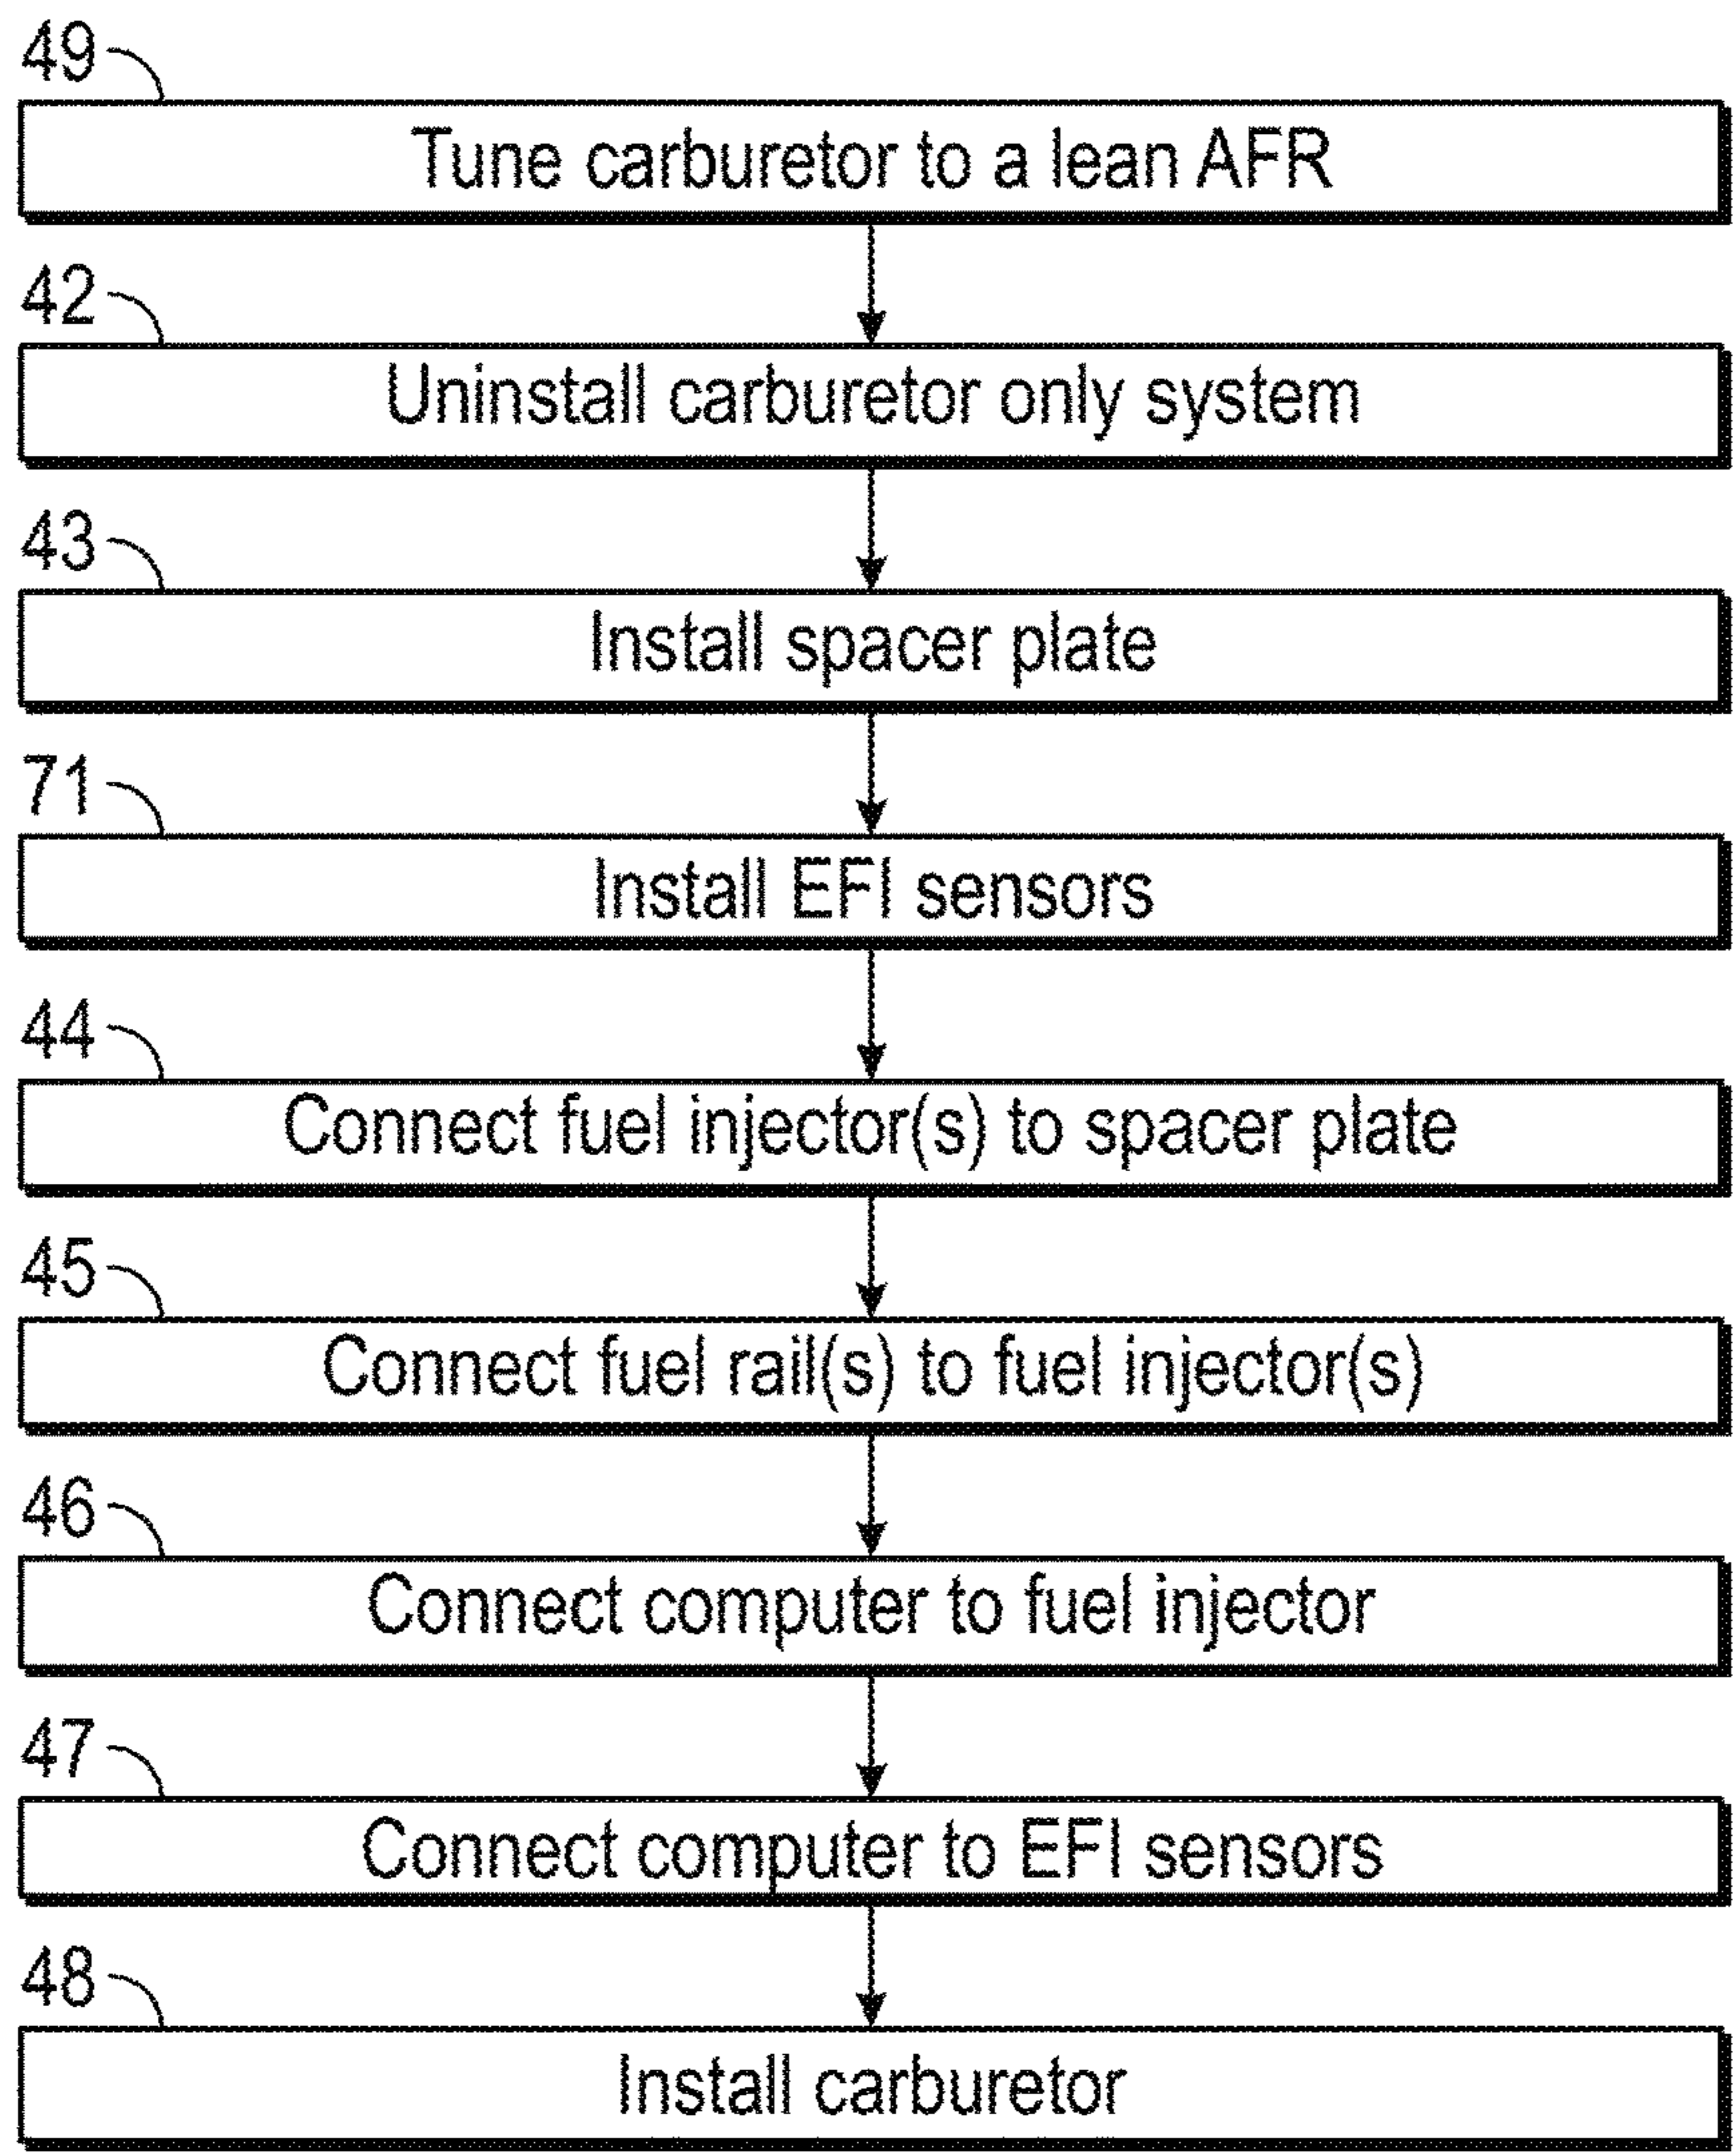 49
Tune carburetor to a lean AFR
42
Uninstall carburetor only system
43
Install spacer plate
71
Install EFI sensors
44
Connect fuel injector(s) to spacer plate
45
Connect fuel rail(s) to fuel injector(s)
46
Connect computer to fuel injector
47
Connect computer to EFI sensors
48
Install carburetor